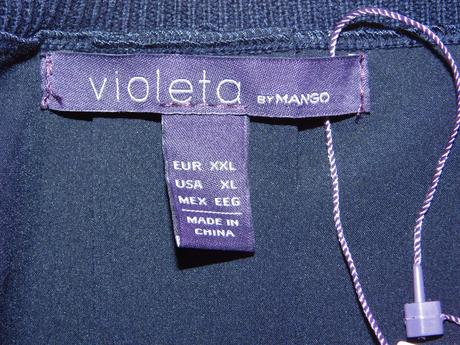 violeta BY MANGO
EUR XXL
USA XL
MEX EEG
MADE IN
CHINA